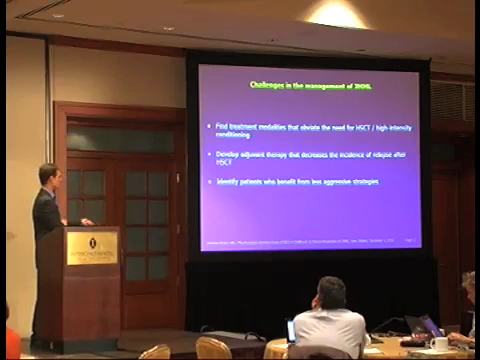 Challenges in the management of JMML
• Find treatment modalities that obviate the need for HSCT / high-intensity
conditioning
• Develop adjuvant therapy that decreases the incidence of relapse after
HSCT
• Identify patients who benefit from less aggressive strategies
INTERCONTINENTAL